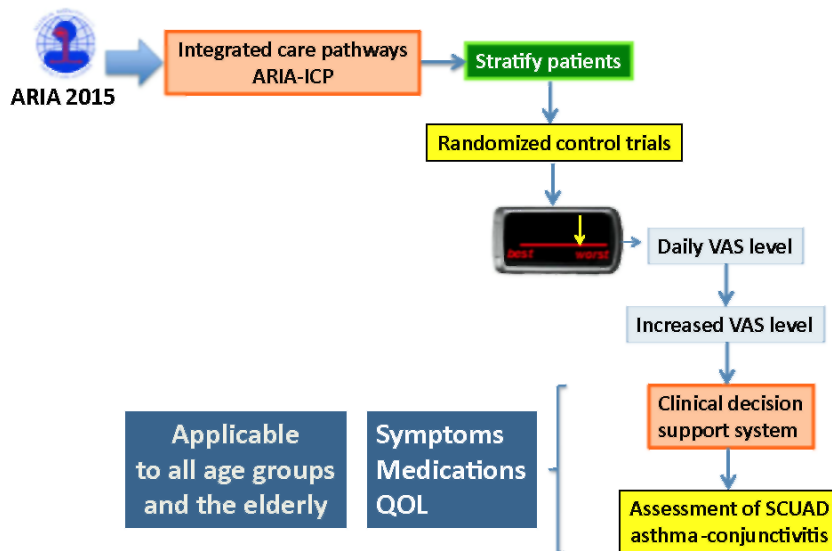 ARIA 2015
Integrated care pathways
ARIA-ICP
Stratify patients
Randomized control trials
best worst
Daily VAS level
Increased VAS level
Clinical decision
support system
Applicable
to all age groups
and the elderly
Symptoms
Medications
QOL
Assessment of SCUAD
asthma -conjunctivitis